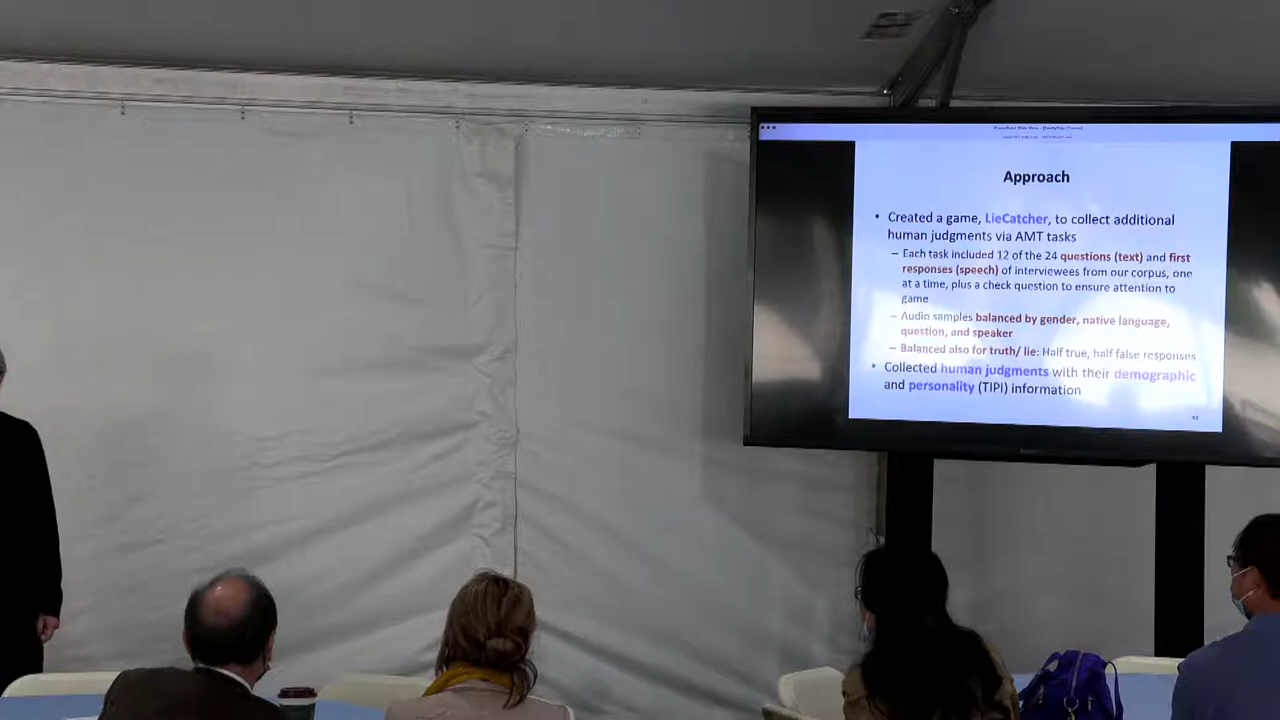 Approach
• Created a game, LieCatcher, to collect additional
human judgments via AMT tasks
– Each task included 12 of the 24 questions (text) and first
responses (speech) of interviewees from our corpus, one
at a time, plus a check question to ensure attention to
game
– Audio samples balanced by gender, native language,
question, and speaker
– Balanced also for truth/ lie: Half true, half false responses
• Collected human judgments with their demographic
and personality (TIPI) information